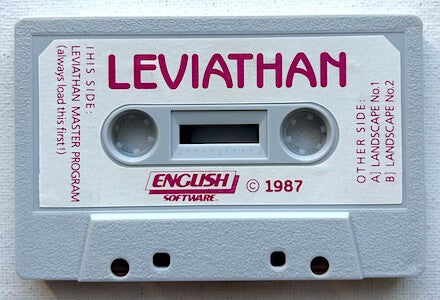 LEVIATHAN
THIS SIDE:
LEVIATHAN MASTER PROGRAM
(always load this first!)
OTHER SIDE:
A] LANDSCAPE No.1
B] LANDSCAPE No.2
ENGLISH
SOFTWARE
© 1987